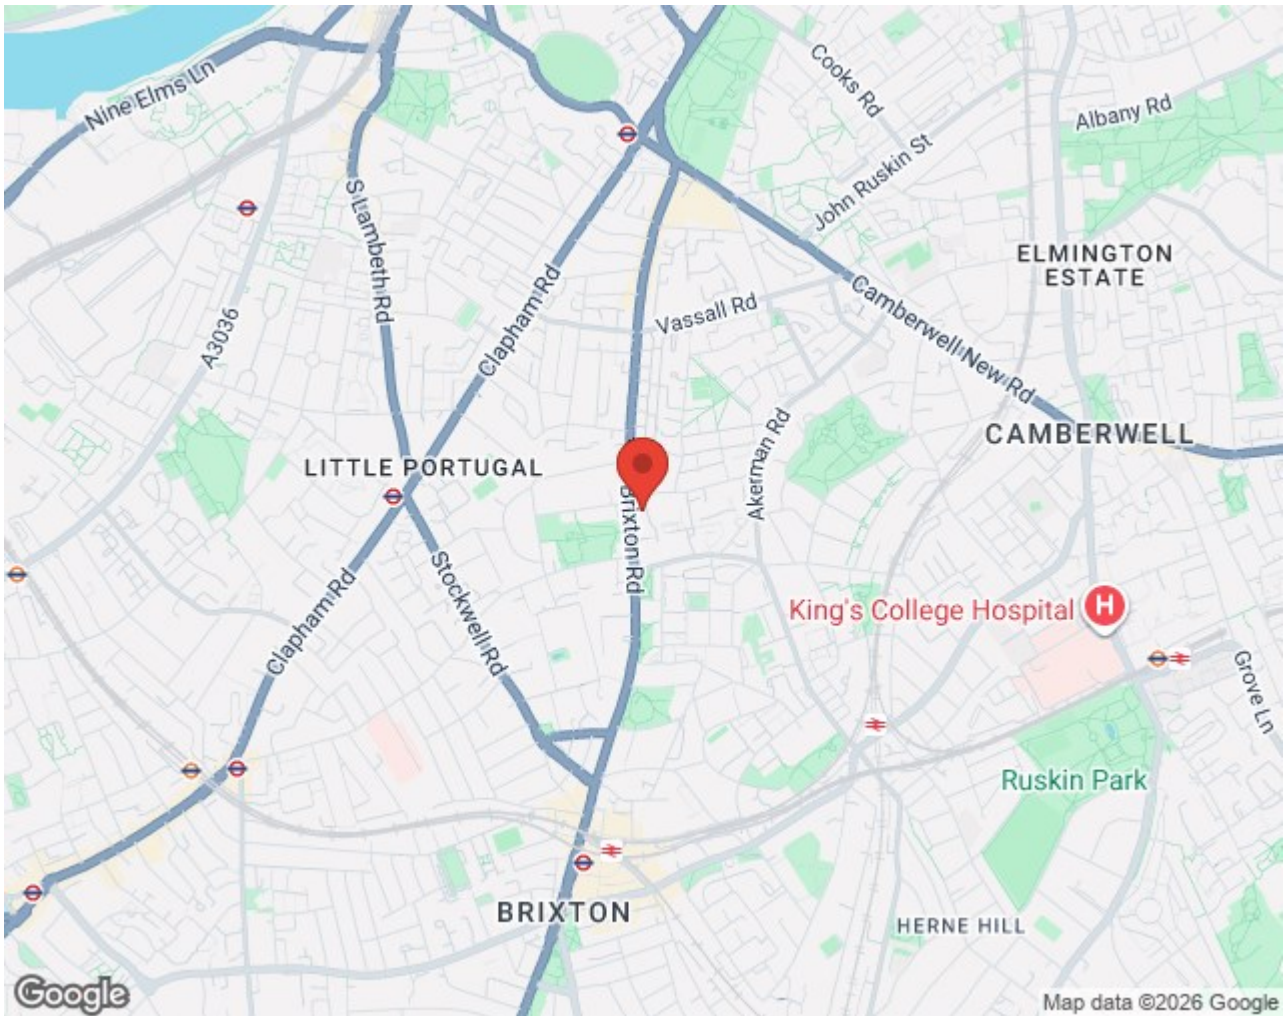 Cooks Rd
Nine Elms Ln
Albany Rd
John Ruskin St
S Lambeth Rd
ELMINGTON
ESTATE
Clapham Rd
A3036
Vassall Rd
Camberwell New Rd
Akerman Rd
CAMBERWELL
LITTLE PORTUGAL
Brixton Rd
Stockwell Rd
Clapham Rd
King's College Hospital
H
Grove Ln
Ruskin Park
BRIXTON
HERNE HILL
Google
Map data ©2026 Google